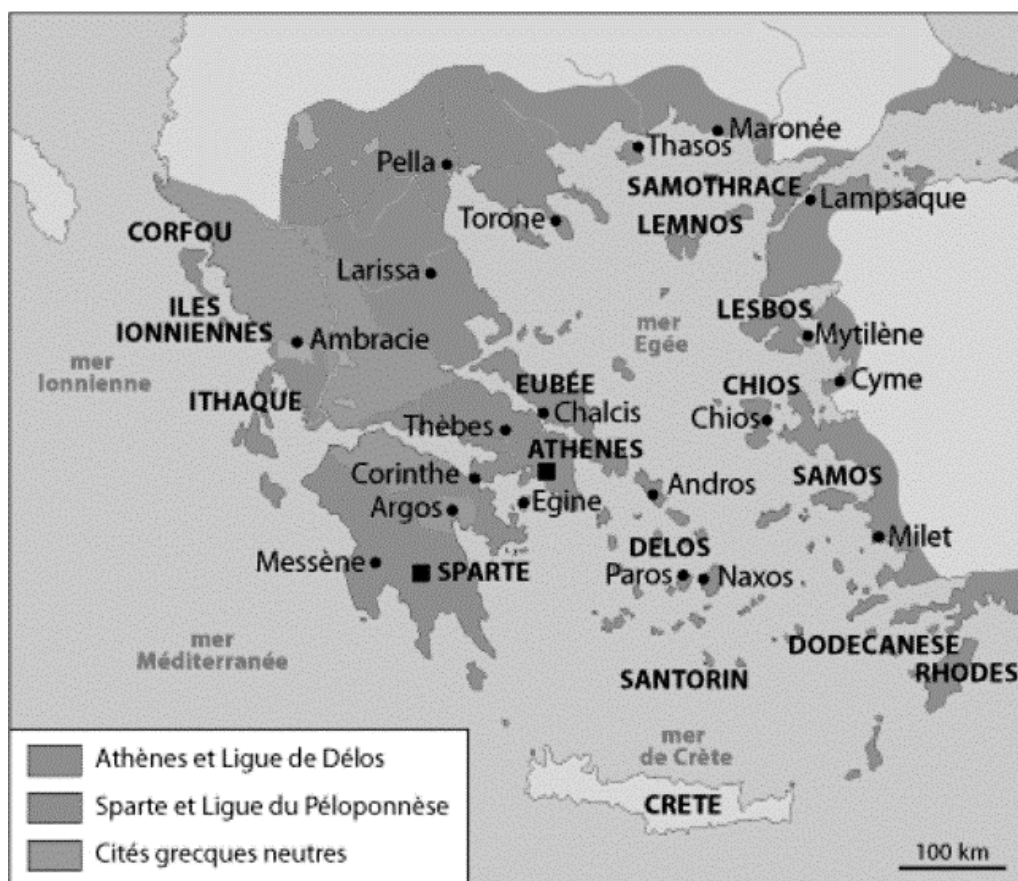 Maronée
Thasos
Pella
SAMOTHRACE
Lampsaque
Torone
LEMNOS
CORFOU
Larissa
ILES
IONNIENNES
LESBOS
mer
Egée
Ambracie
Mytilène
mer
Ionnienne
EUBÉE
CHIOS
Cyme
ITHAQUE
Chalcis
Chios
Thèbes
ATHENES
Corinthe
SAMOS
Andros
Egine
Argos
Milet
DELOS
Messène
SPARTE
Paros
Naxos
mer
Méditerranée
DODECANESE
SANTORIN
RHODES
mer
de Crète
CRETE
Athènes et Ligue de Délos
Sparte et Ligue du Péloponnèse
Cités grecques neutres
100 km